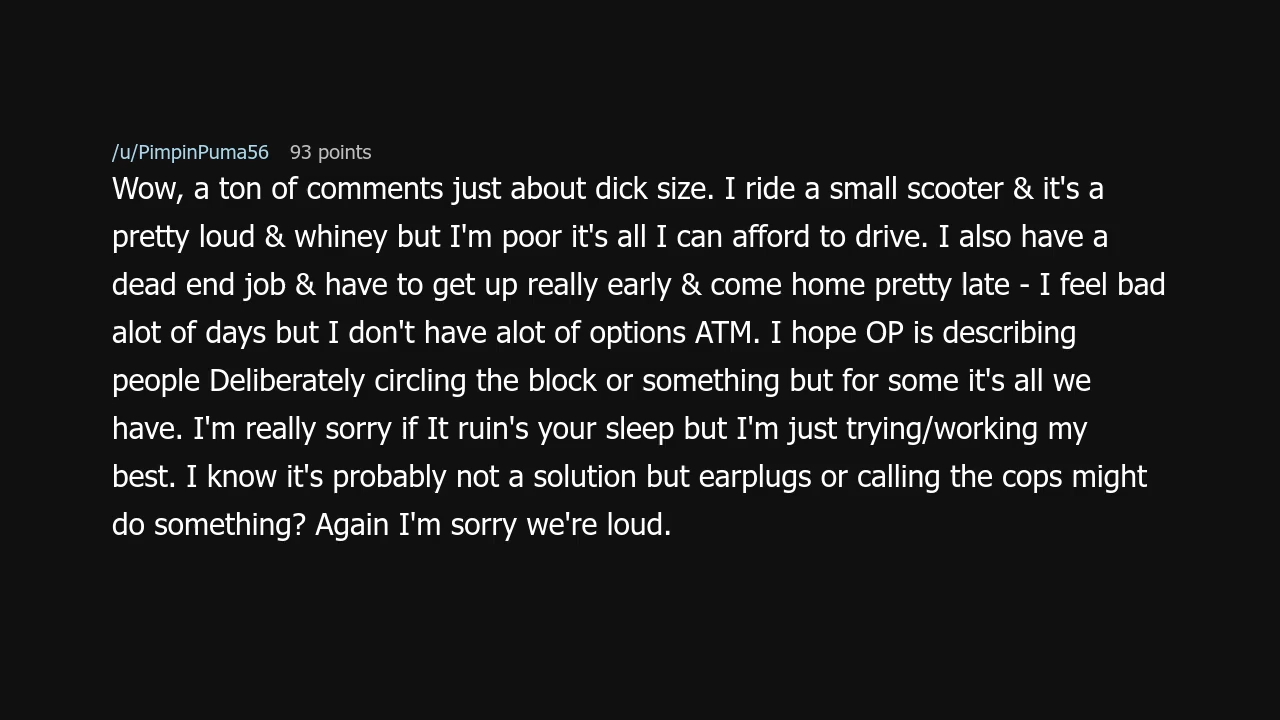 /u/PimpinPuma56 93 points
Wow, a ton of comments just about dick size. I ride a small scooter & it's a
pretty loud & whiney but I'm poor it's all I can afford to drive. I also have a
dead end job & have to get up really early & come home pretty late - I feel bad
alot of days but I don't have alot of options ATM. I hope OP is describing
people Deliberately circling the block or something but for some it's all we
have. I'm really sorry if It ruin's your sleep but I'm just trying/working my
best. I know it's probably not a solution but earplugs or calling the cops might
do something? Again I'm sorry we're loud.